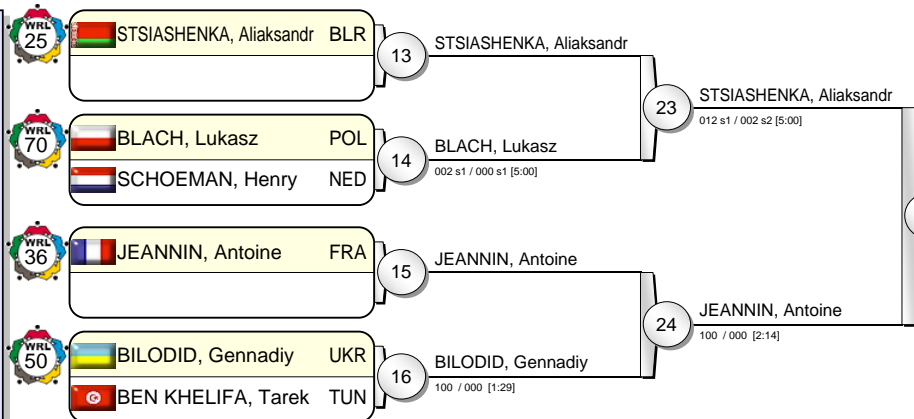 WRL
25
STSIASHENKA, Aliaksandr BLR
13
STSIASHENKA, Aliaksandr
23
STSIASHENKA, Aliaksandr
012 s1 / 002 s2 [5:00]
WRL
70
BLACH, Lukasz POL
SCHOEMAN, Henry NED
14
BLACH, Lukasz
002 s1 / 000 s1 [5:00]
WRL
36
JEANNIN, Antoine FRA
15
JEANNIN, Antoine
24
JEANNIN, Antoine
100 / 000 [2:14]
WRL
50
BILODID, Gennadiy UKR
BEN KHELIFA, Tarek TUN
16
BILODID, Gennadiy
100 / 000 [1:29]